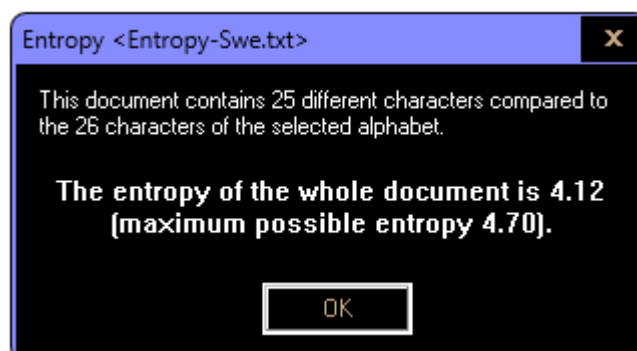 Entropy <Entropy-Swe.txt>
x
This document contains 25 different characters compared to
the 26 characters of the selected alphabet.
The entropy of the whole document is 4.12
(maximum possible entropy 4.70).
OK